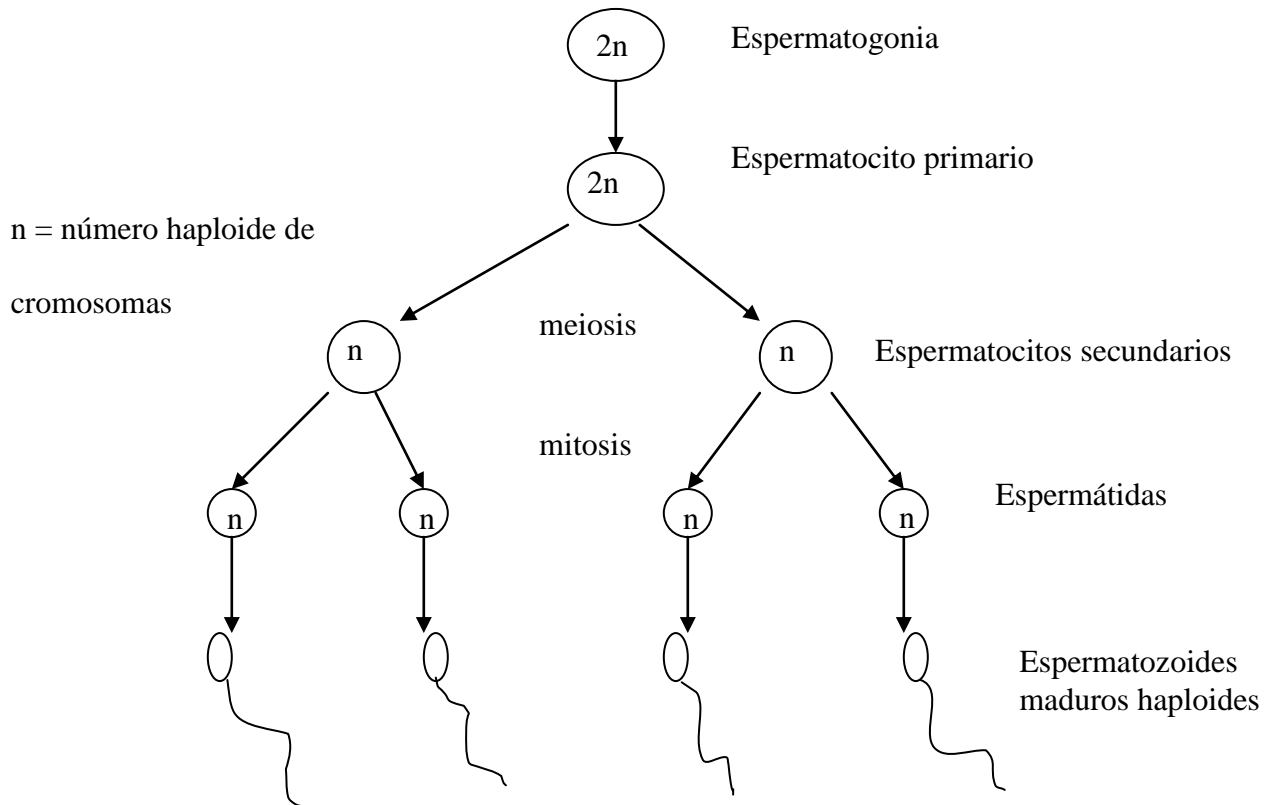 2n
Espermatogonia
Espermatocito primario
2n
n = número haploide de
cromosomas
meiosis
n
n
Espermatocitos secundarios
mitosis
Espermátidas
n
n
n
n
Espermatozoides
maduros haploides